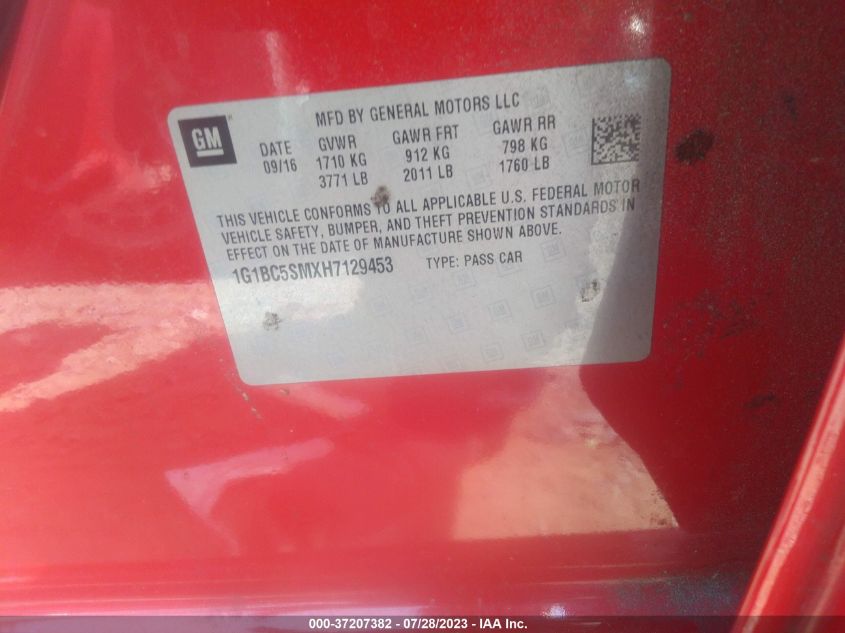 MFD BY GENERAL MOTORS LLC
GM
DATE GVWR GAWR FRT GAWR RR
09/16 1710 KG 912 KG 798 KG
3771 LB 2011 LB 1760 LB
THIS VEHICLE CONFORMS TO ALL APPLICABLE U.S. FEDERAL MOTOR
VEHICLE SAFETY, BUMPER, AND THEFT PREVENTION STANDARDS IN
EFFECT ON THE DATE OF MANUFACTURE SHOWN ABOVE.
1G1BC5SMXH7129453 TYPE: PASS CAR
000-37207382 - 07/28/2023 - IAA Inc.